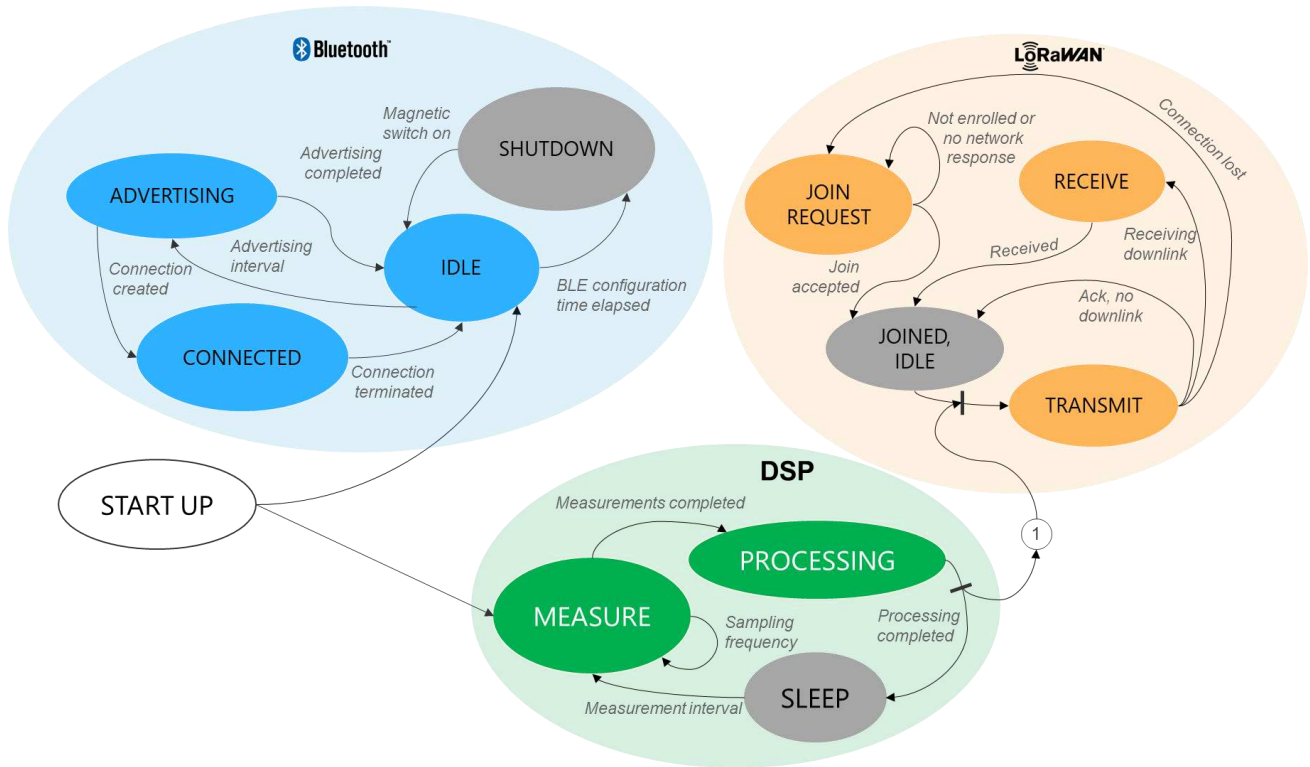 Bluetooth™
Magnetic
switch on
SHUTDOWN
Advertising
completed
ADVERTISING
Advertising
interval
IDLE
Connection
created
BLE configuration
time elapsed
CONNECTED
Connection
terminated
LoRaWAN
Connection lost
Not enrolled or
no network
response
JOIN
REQUEST
RECEIVE
Receiving
downlink
Received
Join
accepted
Ack, no
downlink
JOINED,
IDLE
TRANSMIT
START UP
DSP
Measurements completed
PROCESSING
1
MEASURE
Sampling
frequency
Processing
completed
SLEEP
Measurement interval